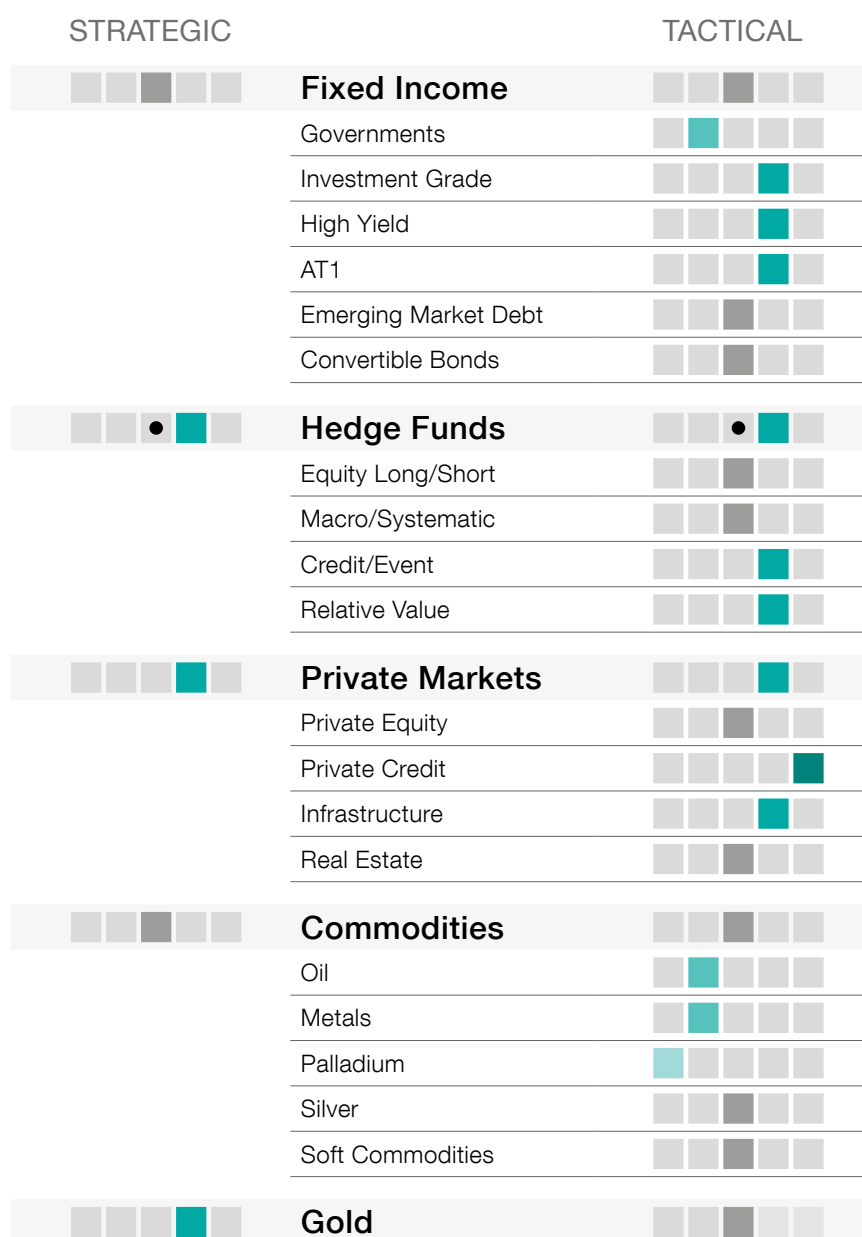 STRATEGIC TACTICAL
Fixed Income
Governments
Investment Grade
High Yield
AT1
Emerging Market Debt
Convertible Bonds
Hedge Funds
Equity Long/Short
Macro/Systematic
Credit/Event
Relative Value
Private Markets
Private Equity
Private Credit
Infrastructure
Real Estate
Commodities
Oil
Metals
Palladium
Silver
Soft Commodities
Gold